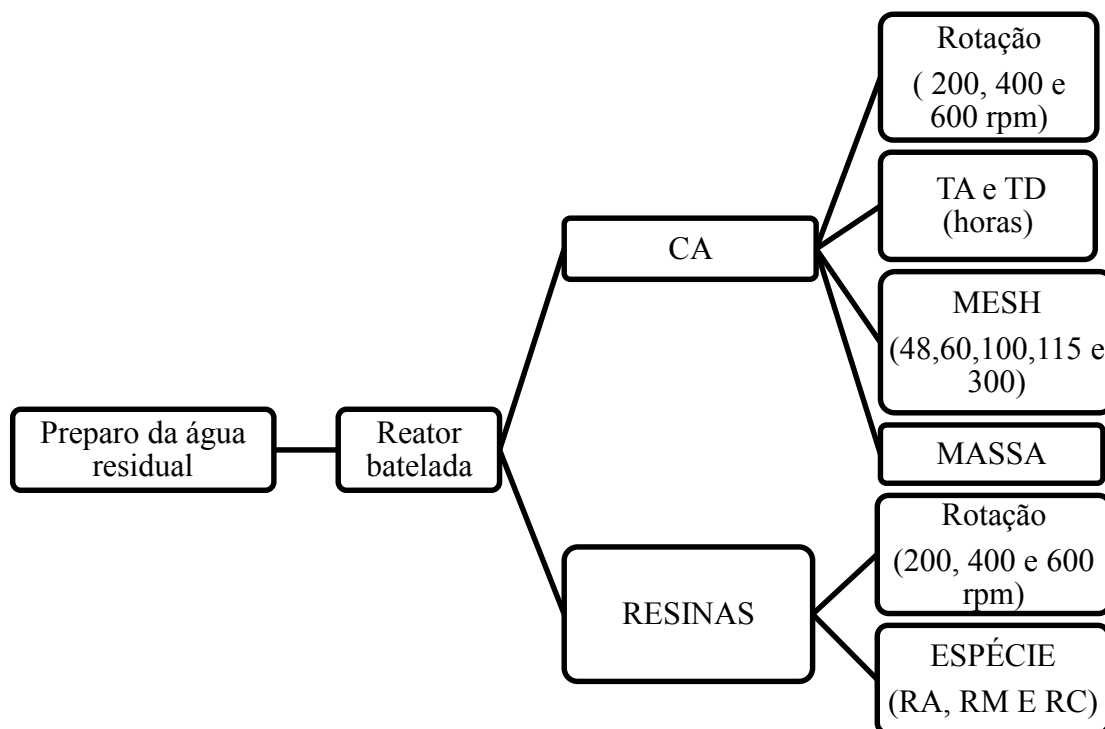 Preparo da água
residual
Reator
batelada
CA
Rotação
( 200, 400 e
600 rpm)
TA e TD
(horas)
MESH
(48,60,100,115 e
300)
MASSA
RESINAS
Rotação
(200, 400 e 600
rpm)
ESPÉCIE
(RA, RM E RC)